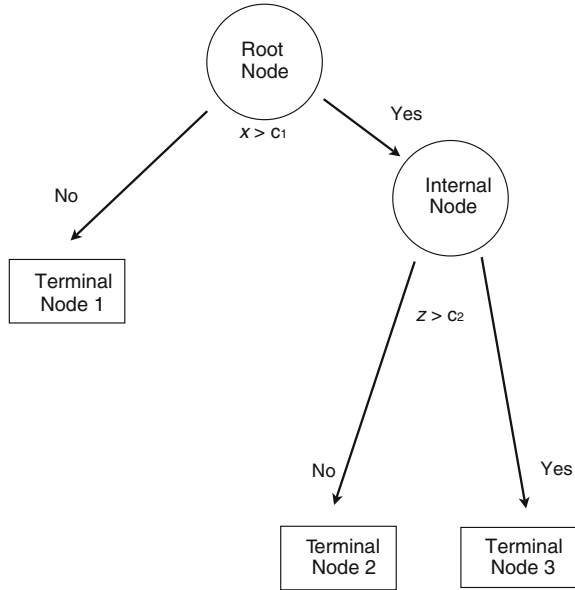 Root
Node
x > c1
Yes
No
Internal
Node
Terminal
Node 1
z > c2
No
Yes
Terminal
Node 2
Terminal
Node 3